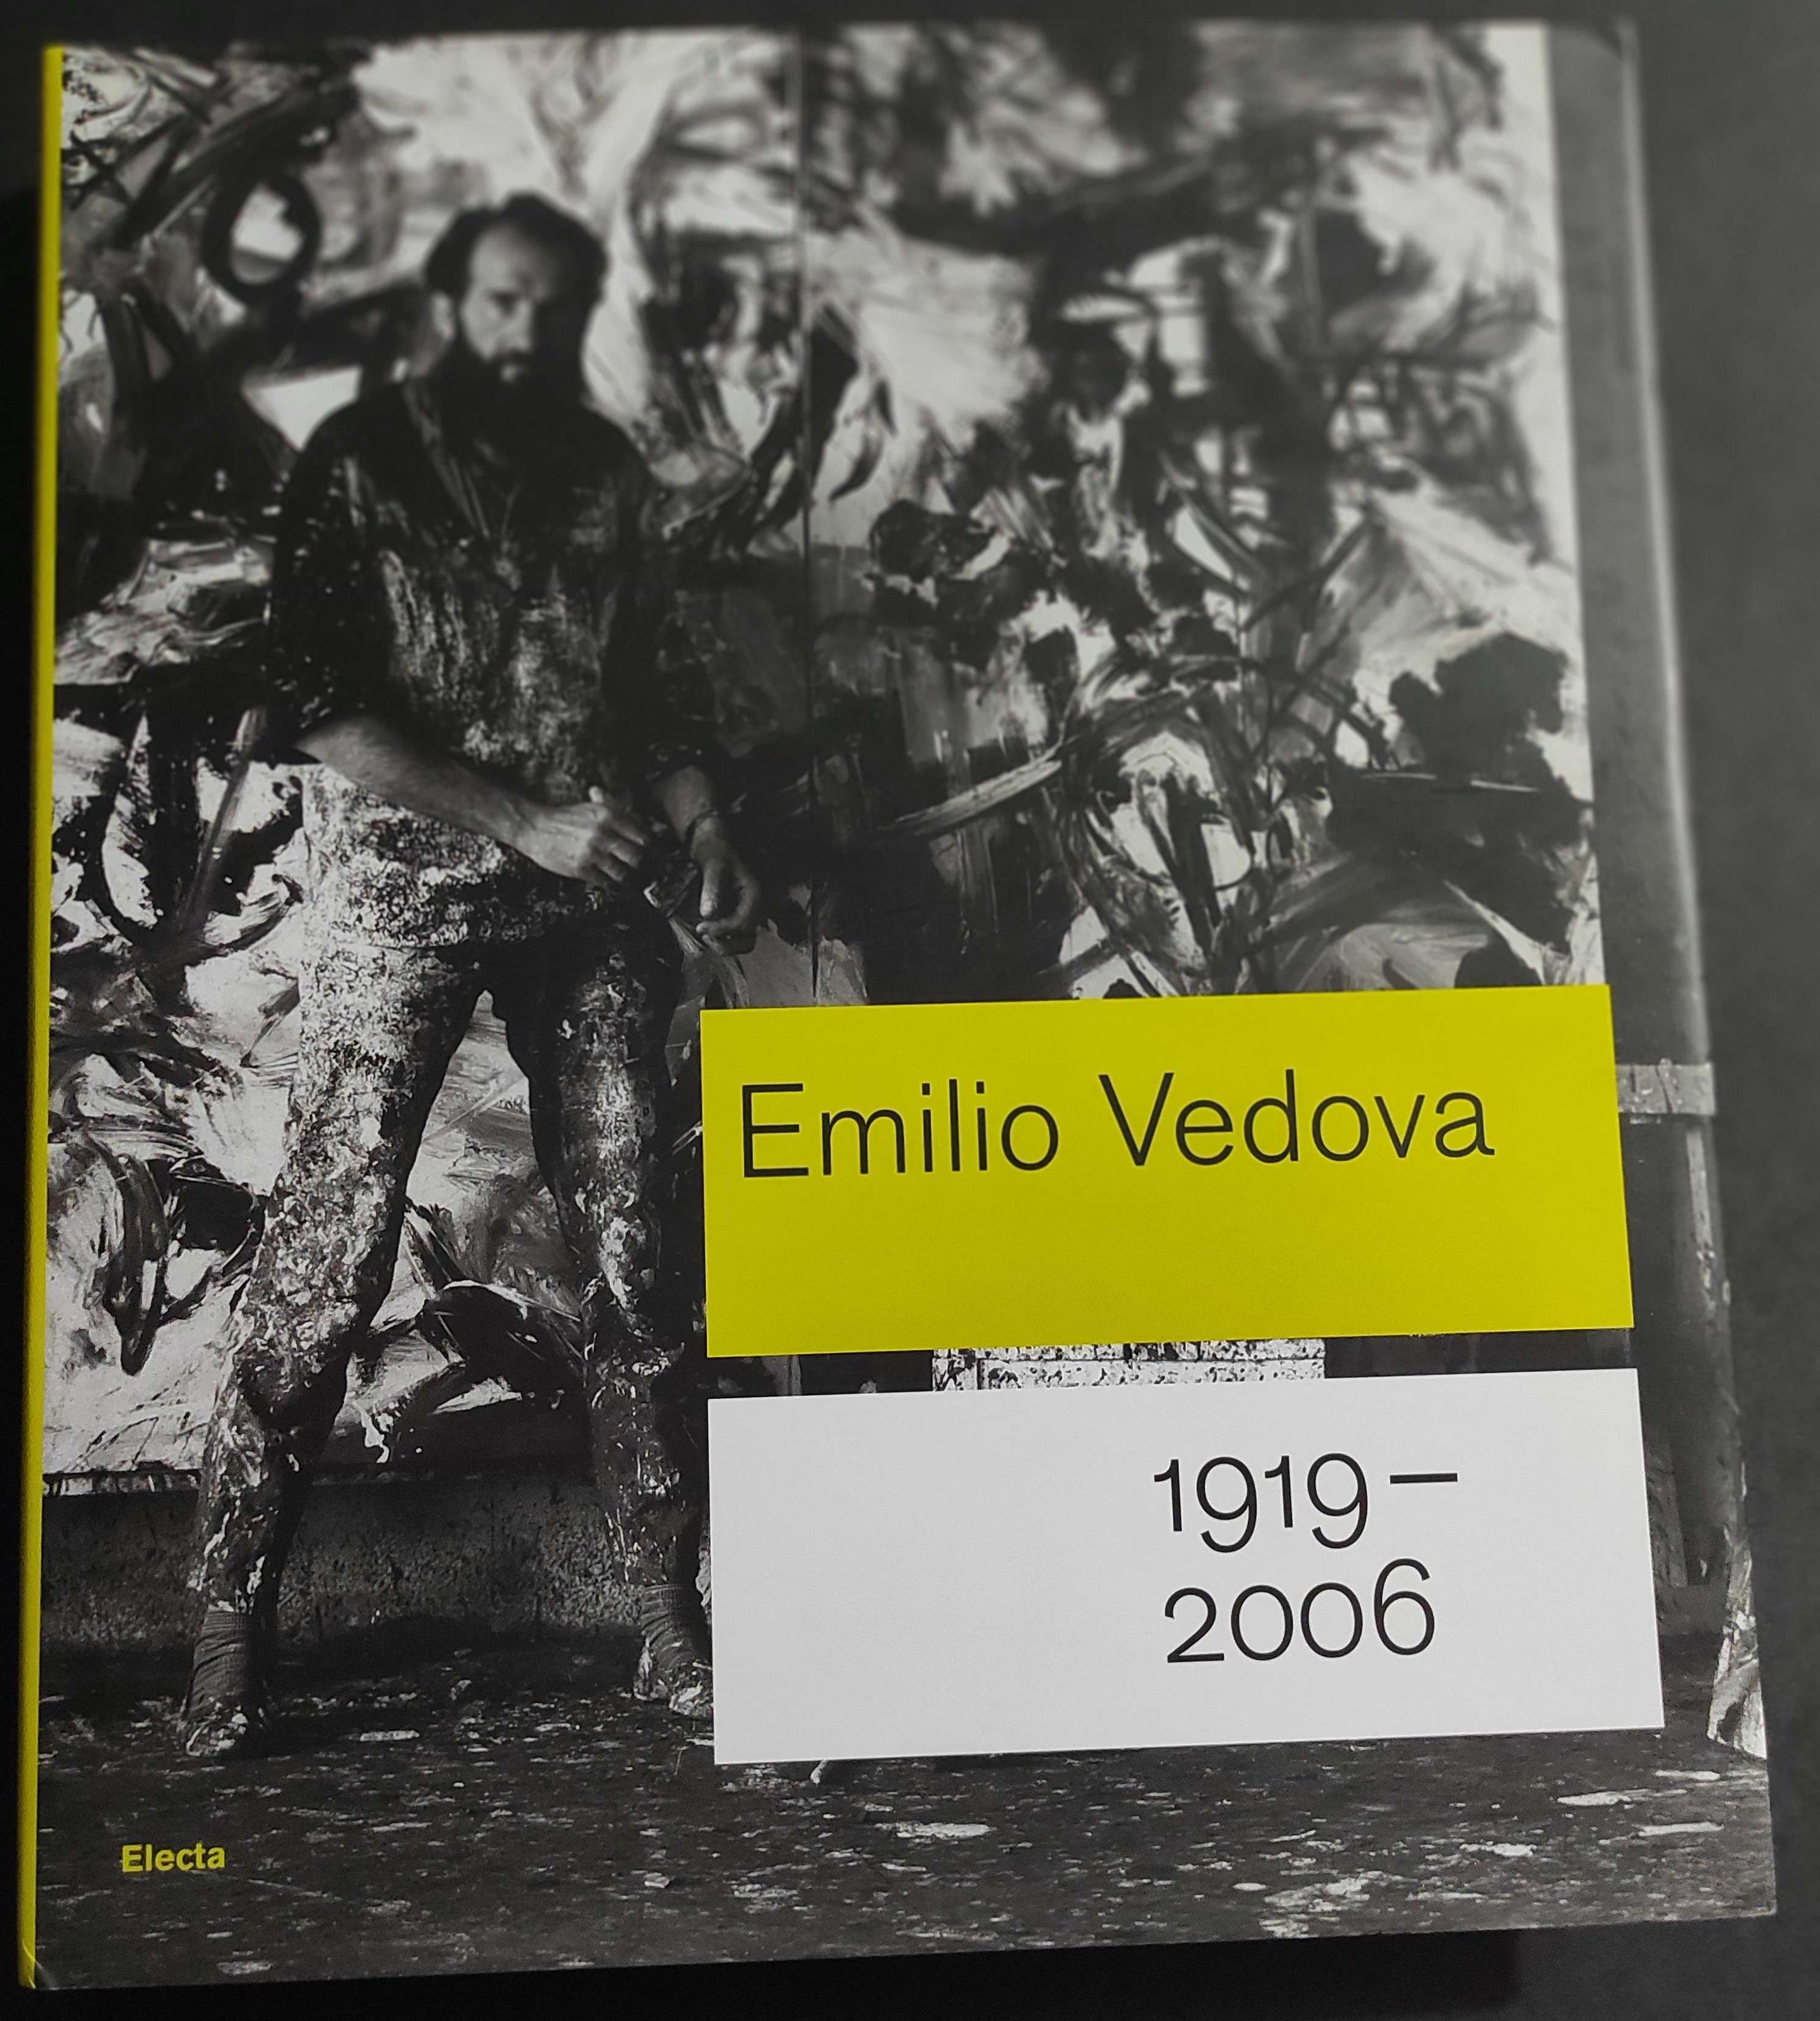 Emilio Vedova
1919–
2006
Electa